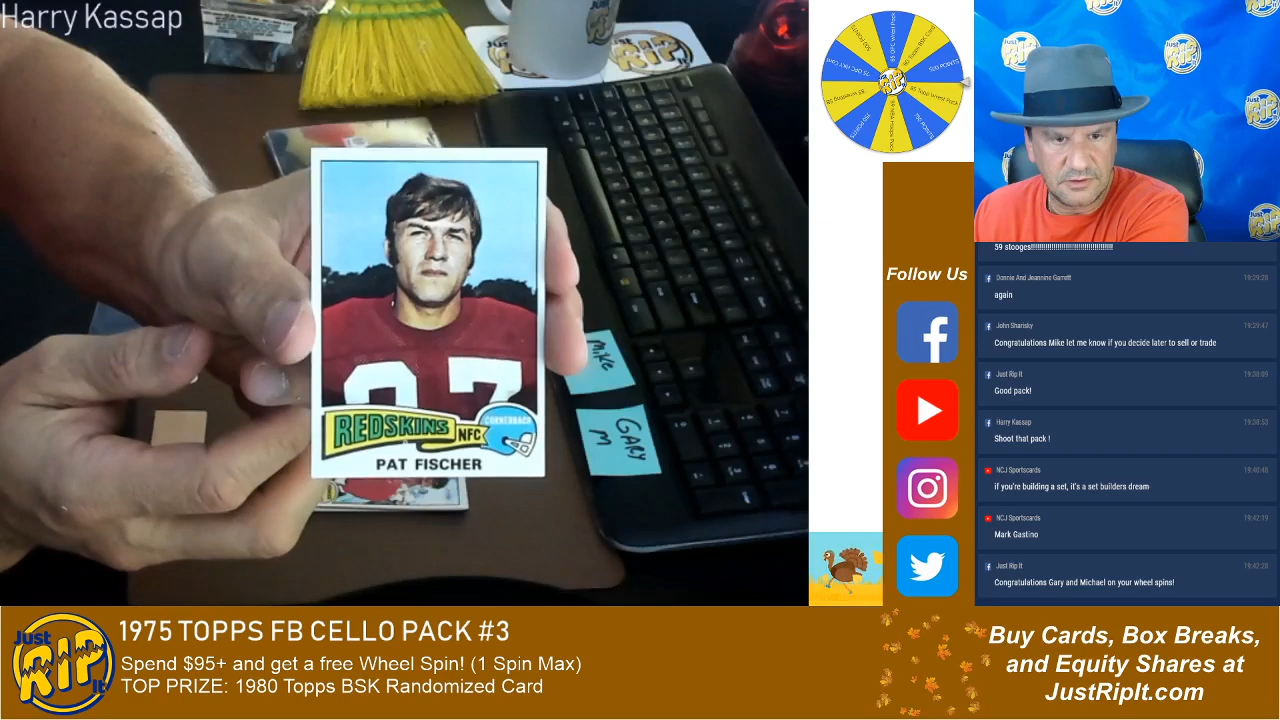 Harry Kassap
REDSKINS
NFC
CORNERBACK
PAT FISCHER
Mike
GARY
M
Follow Us
59 stooges!!!!!!!!!!!!!!!!!!!!!!!!!!!!!!!!!!!!!!!!
Donnie And Jeannine Garrett 19:29:28
again
John Sharisky 19:29:47
Congratulations Mike let me know if you decide later to sell or trade
Just Rip It 19:38:09
Good pack!
Harry Kassap 19:38:53
Shoot that pack !
NCJ Sportscards 19:40:48
if you're building a set, it's a set builders dream
NCJ Sportscards 19:42:19
Mark Gastino
Just Rip It 19:42:28
Congratulations Gary and Michael on your wheel spins!
Just
RIP
It
1975 TOPPS FB CELLO PACK #3
Spend $95+ and get a free Wheel Spin! (1 Spin Max)
TOP PRIZE: 1980 Topps BSK Randomized Card
Buy Cards, Box Breaks,
and Equity Shares at
JustRipIt.com